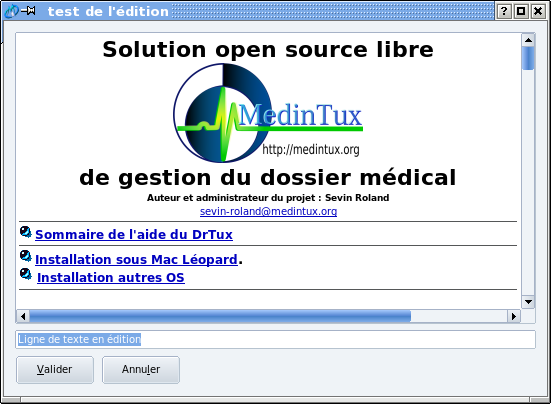 test de l'édition
Solution open source libre
MedinTux
http://medintux.org
de gestion du dossier médical
Auteur et administrateur du projet : Sevin Roland
sevin-roland@medintux.org
Sommaire de l'aide du DrTux
Installation sous Mac Léopard.
Installation autres OS
Ligne de texte en édition
Valider
Annuler